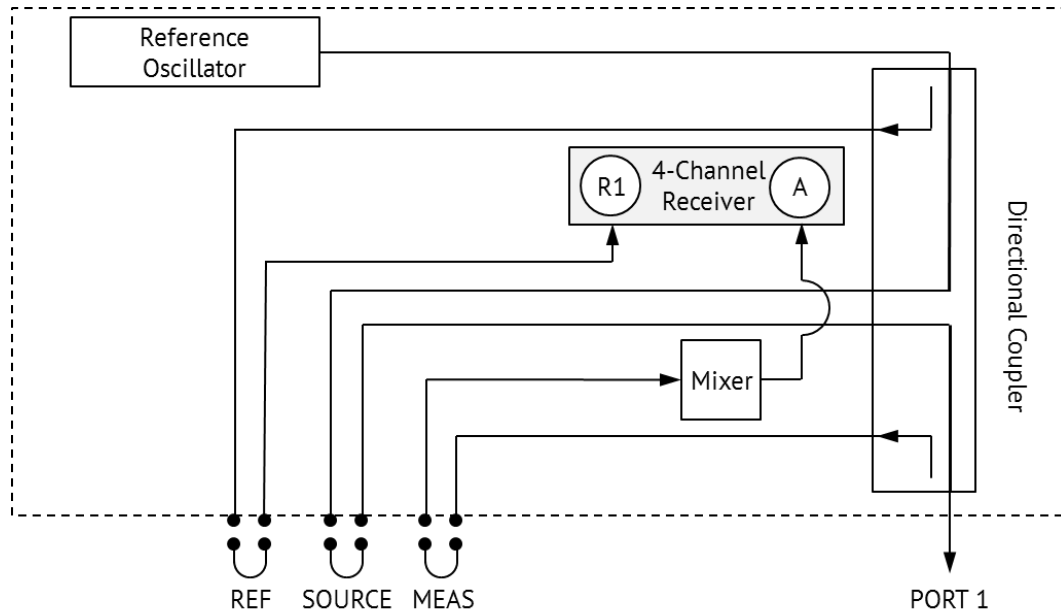 Reference
Oscillator
R1
4-Channel
Receiver
A
Directional Coupler
Mixer
REF
SOURCE
MEAS
PORT 1